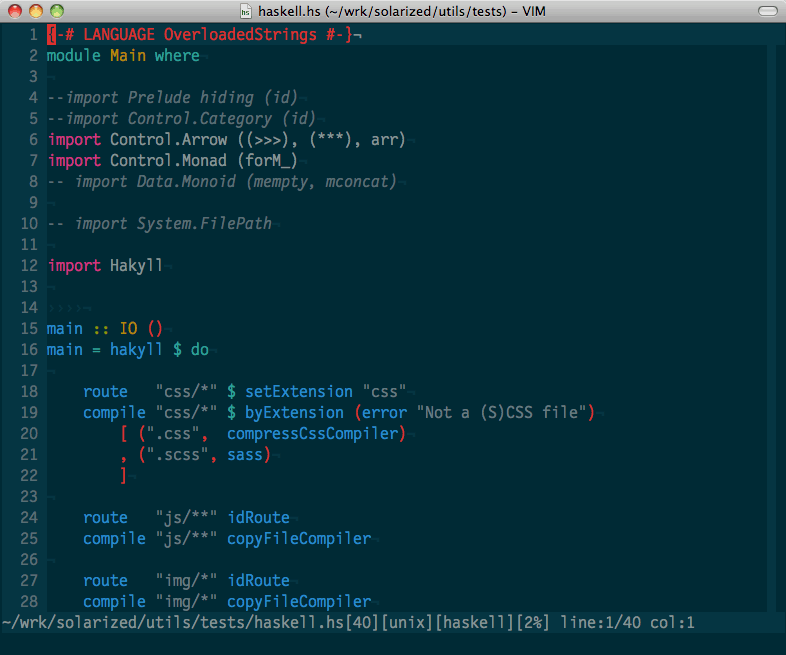 haskell.hs (~/wrk/solarized/utils/tests) – VIM
1 {-# LANGUAGE OverloadedStrings #-}¬
2 module Main where¬
3 ¬
4 --import Prelude hiding (id)¬
5 --import Control.Category (id)¬
6 import Control.Arrow ((>>>), (***), arr)¬
7 import Control.Monad (forM_)¬
8 -- import Data.Monoid (mempty, mconcat)¬
9 ¬
10 -- import System.FilePath¬
11 ¬
12 import Hakyll¬
13 ¬
14 ››››¬
15 main :: IO ()¬
16 main = hakyll $ do¬
17 ¬
18     route   "css/*" $ setExtension "css"¬
19     compile "css/*" $ byExtension (error "Not a (S)CSS file")¬
20         [ (".css",  compressCssCompiler)¬
21         , (".scss", sass)¬
22         ]¬
23 ¬
24     route   "js/**" idRoute¬
25     compile "js/**" copyFileCompiler¬
26 ¬
27     route   "img/*" idRoute¬
28     compile "img/*" copyFileCompiler¬
~/wrk/solarized/utils/tests/haskell.hs[40][unix][haskell][2%] line:1/40 col:1